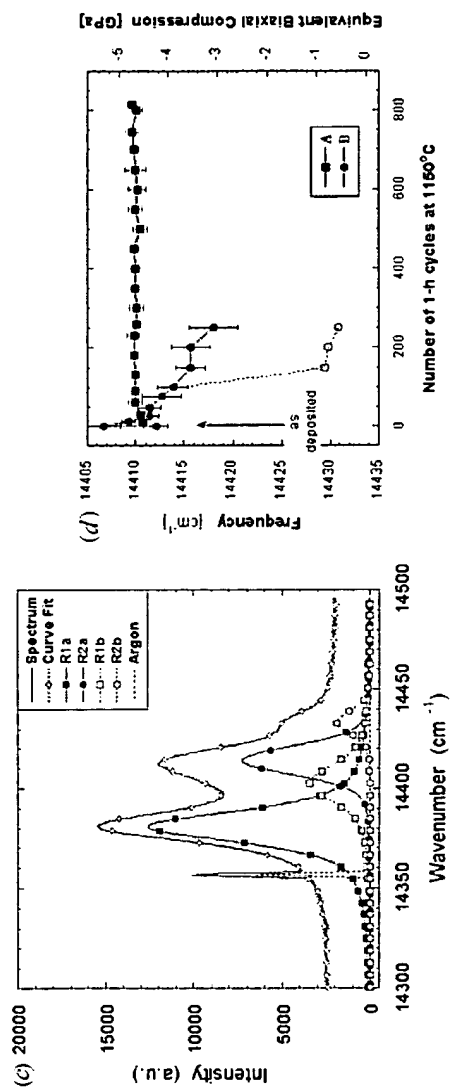 (c)
20000
15000
10000
5000
0
Intensity (a.u.)
14300
14350
14400
14450
14500
Wavenumber (cm⁻¹)
Spectrum
Curve Fit
R1a
R2a
R1b
R2b
Argon
(d)
14405
14410
14415
14420
14425
14430
14435
Frequency [cm⁻¹]
0
200
400
600
800
Number of 1-h cycles at 1150°C
-5
-4
-3
-2
-1
0
Equivalent Biaxial Compression [GPa]
as
deposited
A
B